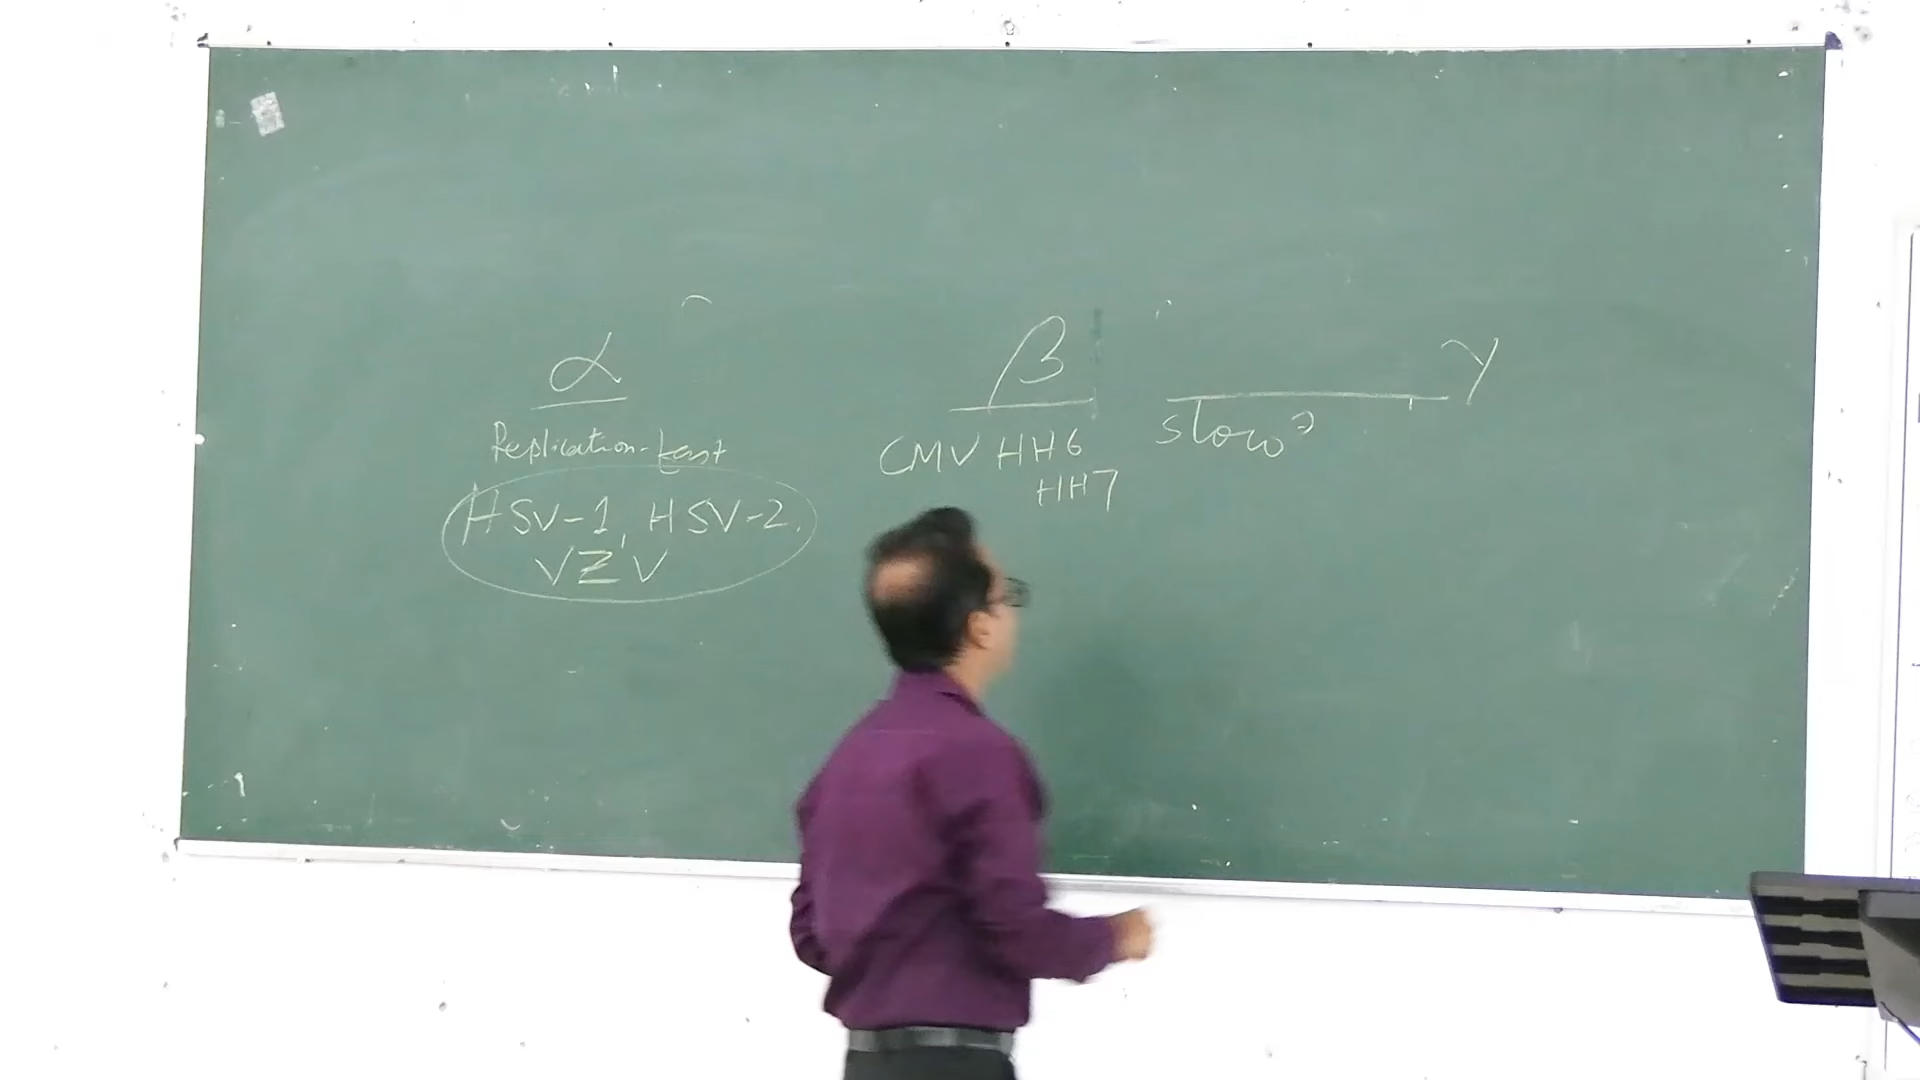 α β γ
Replication-fast
HSV-1, HSV-2,
VZV
CMV HH6
HH7
slow